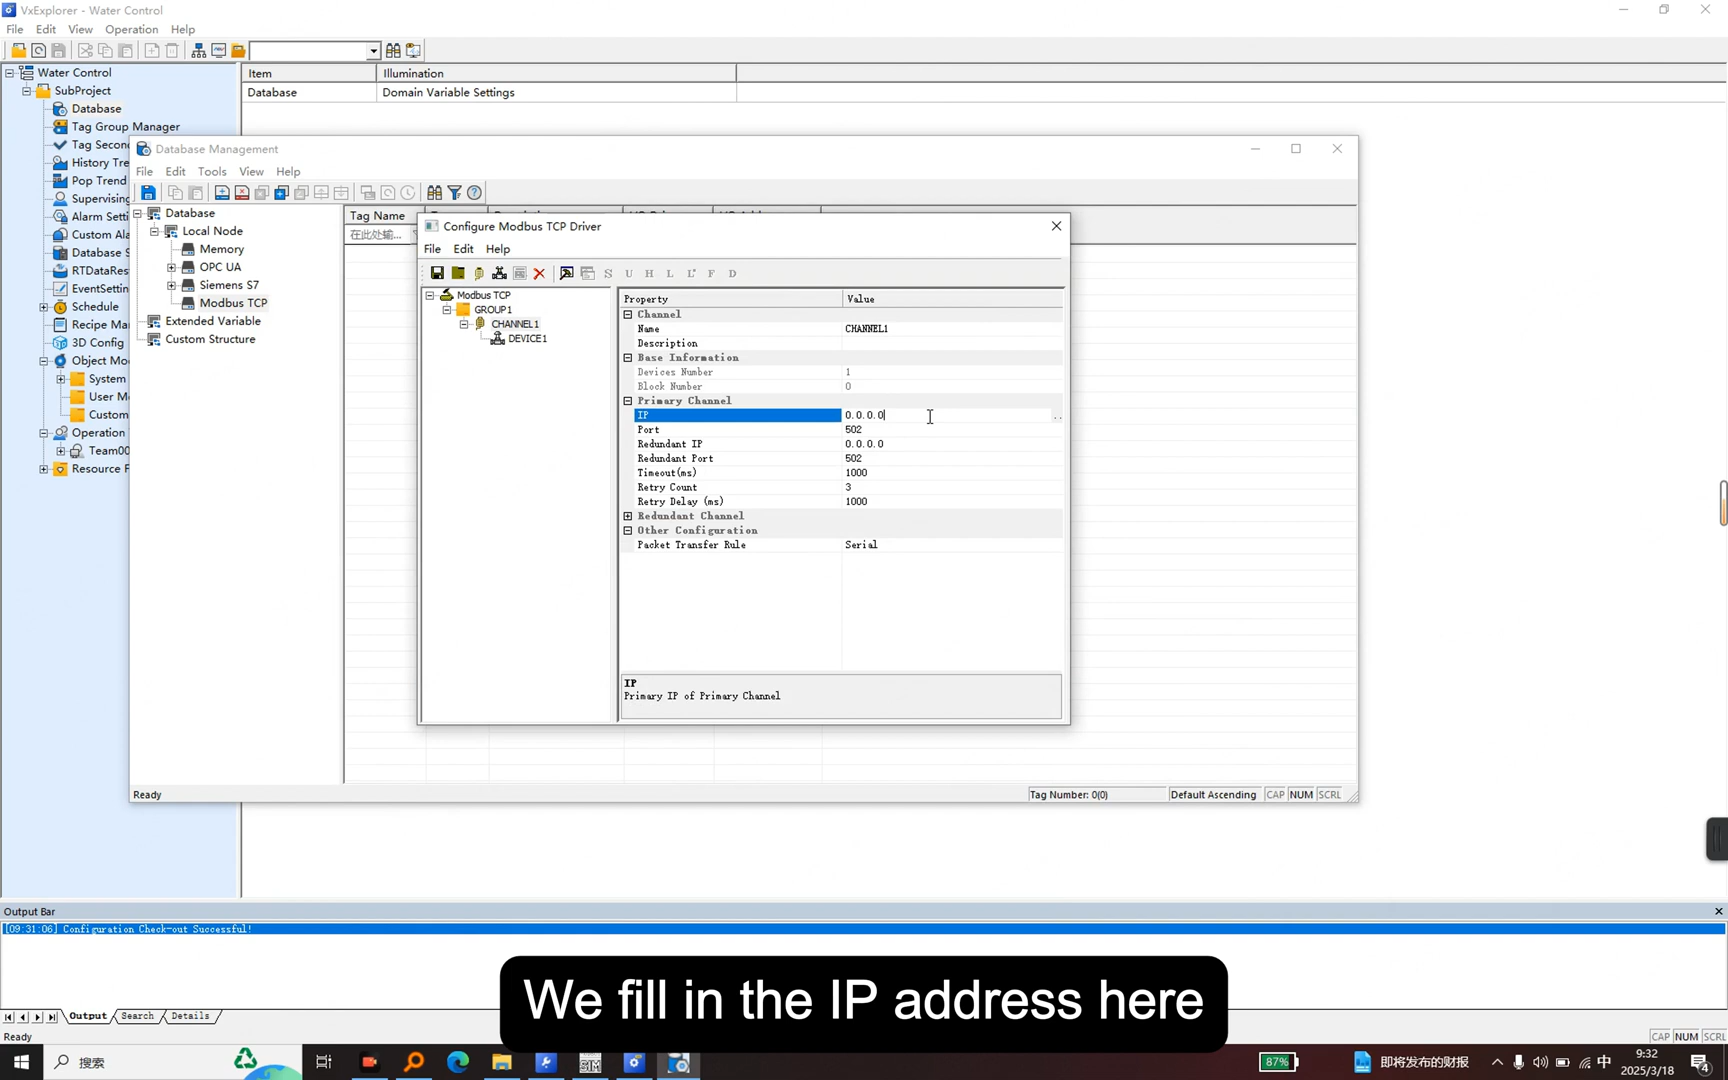 VxExplorer - Water Control
File Edit View Operation Help
Water Control
SubProject
Database
Tag Group Manager
Tag Secon
History Tre
Pop Trend
Supervising
Alarm Setti
Custom Ala
Database S
RTDataRes
EventSettin
Schedule
Recipe Man
3D Config
Object Mod
System
User M
Custom
Operation
Team00
Resource F
Item Illumination
Database Domain Variable Settings
Database Management
File Edit Tools View Help
Database
Local Node
Memory
OPC UA
Siemens S7
Modbus TCP
Extended Variable
Custom Structure
Tag Name
在此处输...
Configure Modbus TCP Driver
File Edit Help
S U H L L' F D
Modbus TCP
GROUP1
CHANNEL1
DEVICE1
Property Value
Channel
Name CHANNEL1
Description
Base Information
Devices Number 1
Block Number 0
Primary Channel
IP 0.0.0.0
Port 502
Redundant IP 0.0.0.0
Redundant Port 502
Timeout(ms) 1000
Retry Count 3
Retry Delay (ms) 1000
Redundant Channel
Other Configuration
Packet Transfer Rule Serial
IP
Primary IP of Primary Channel
Ready Tag Number: 0(0) Default Ascending CAP NUM SCRL
Output Bar
[09:31:06] Configuration Check-out Successful!
We fill in the IP address here
Output Search Details
Ready CAP NUM SCRL
搜索
SIM
87%
即将发布的财报
中
9:32
2025/3/18
4